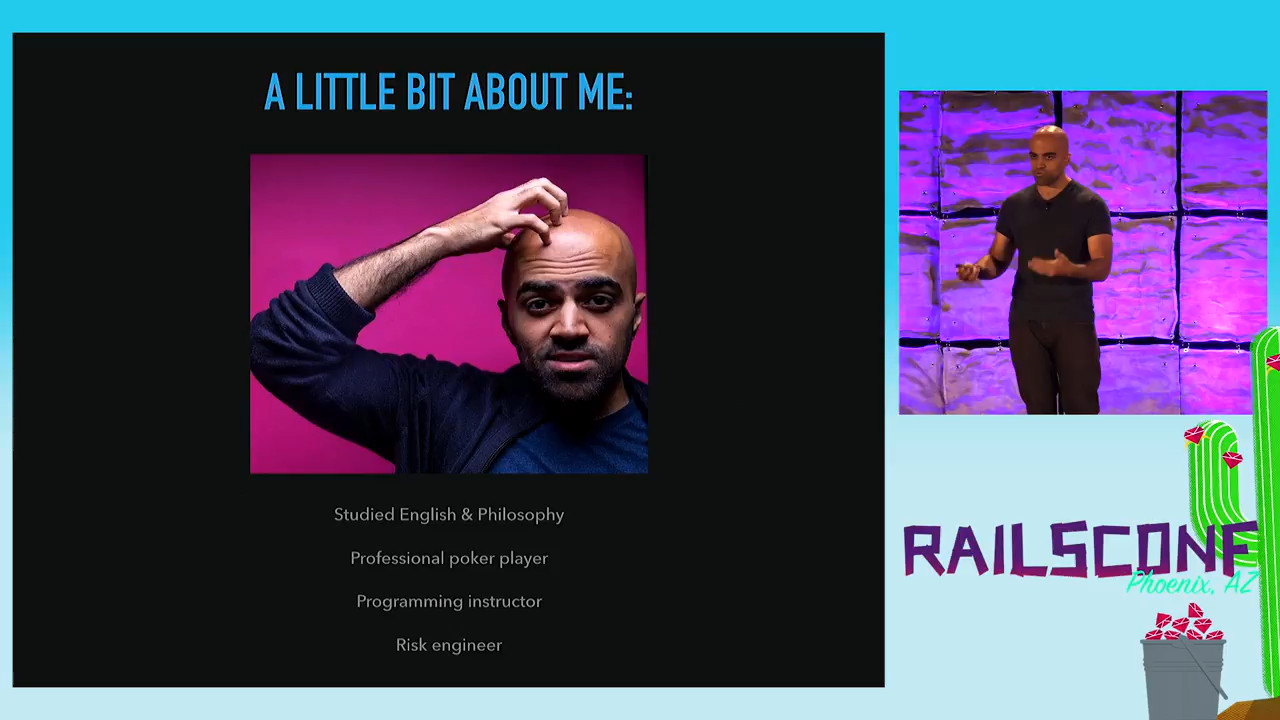 A LITTLE BIT ABOUT ME:
Studied English & Philosophy
Professional poker player
Programming instructor
Risk engineer
RAILSCONF
Phoenix, AZ